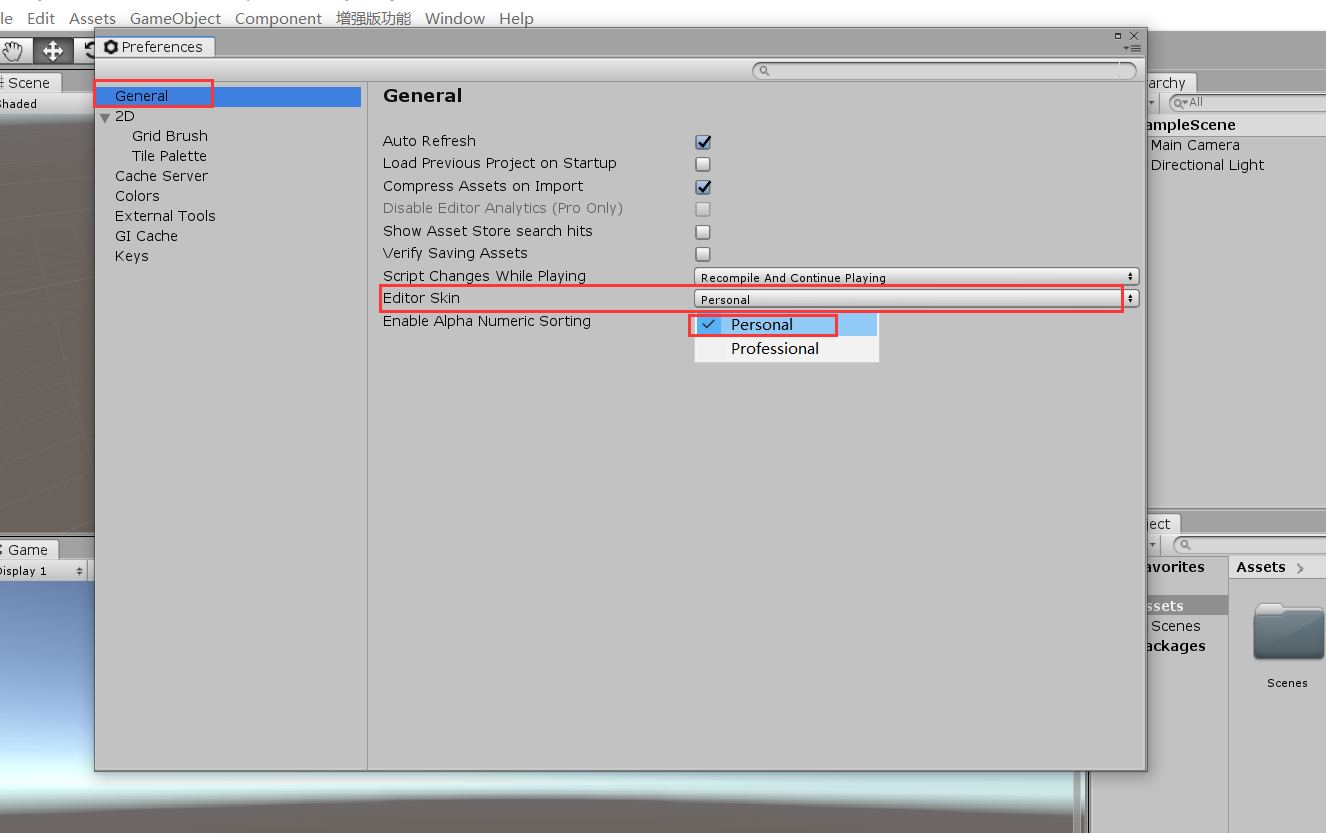 le Edit Assets GameObject Component 增强版功能 Window Help
Preferences
Scene
haded
General
2D
Grid Brush
Tile Palette
Cache Server
Colors
External Tools
GI Cache
Keys
General
Auto Refresh
Load Previous Project on Startup
Compress Assets on Import
Disable Editor Analytics (Pro Only)
Show Asset Store search hits
Verify Saving Assets
Script Changes While Playing Recompile And Continue Playing
Editor Skin Personal
Enable Alpha Numeric Sorting
Personal
Professional
archy
All
ampleScene
Main Camera
Directional Light
Game
Display 1
ject
avorites
ssets
Scenes
ackages
Assets
Scenes